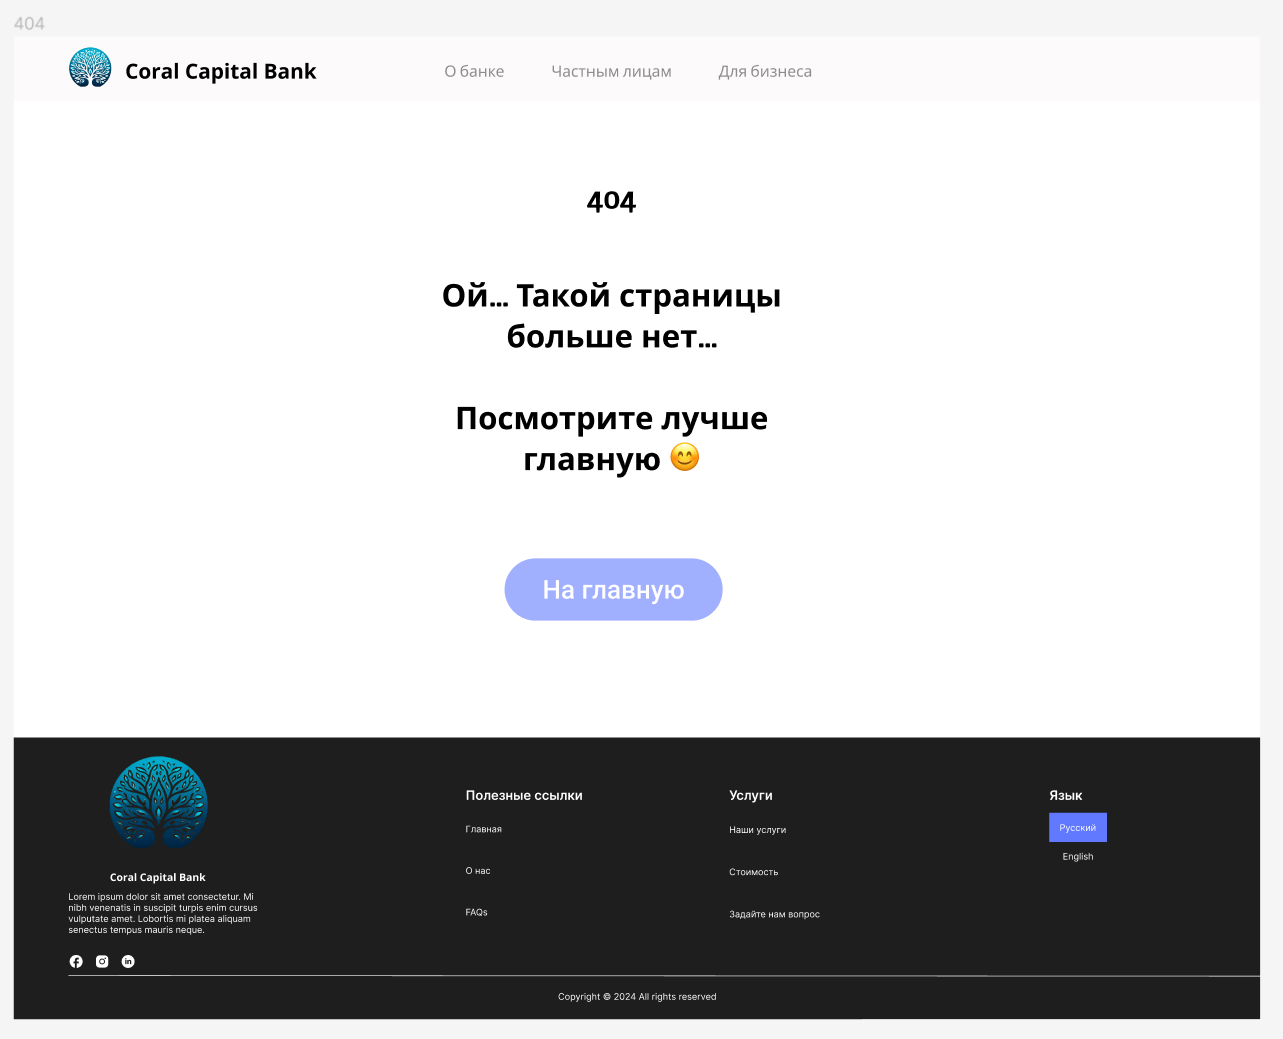 404
Coral Capital Bank
О банке
Частным лицам
Для бизнеса
404
Ой... Такой страницы
больше нет...
Посмотрите лучше
главную 😊
На главную
Coral Capital Bank
Lorem ipsum dolor sit amet consectetur. Mi
nibh venenatis in suscipit turpis enim cursus
vulputate amet. Lobortis mi platea aliquam
senectus tempus mauris neque.
Полезные ссылки
Главная
О нас
FAQs
Услуги
Наши услуги
Стоимость
Задайте нам вопрос
Язык
Русский
English
Copyright © 2024 All rights reserved